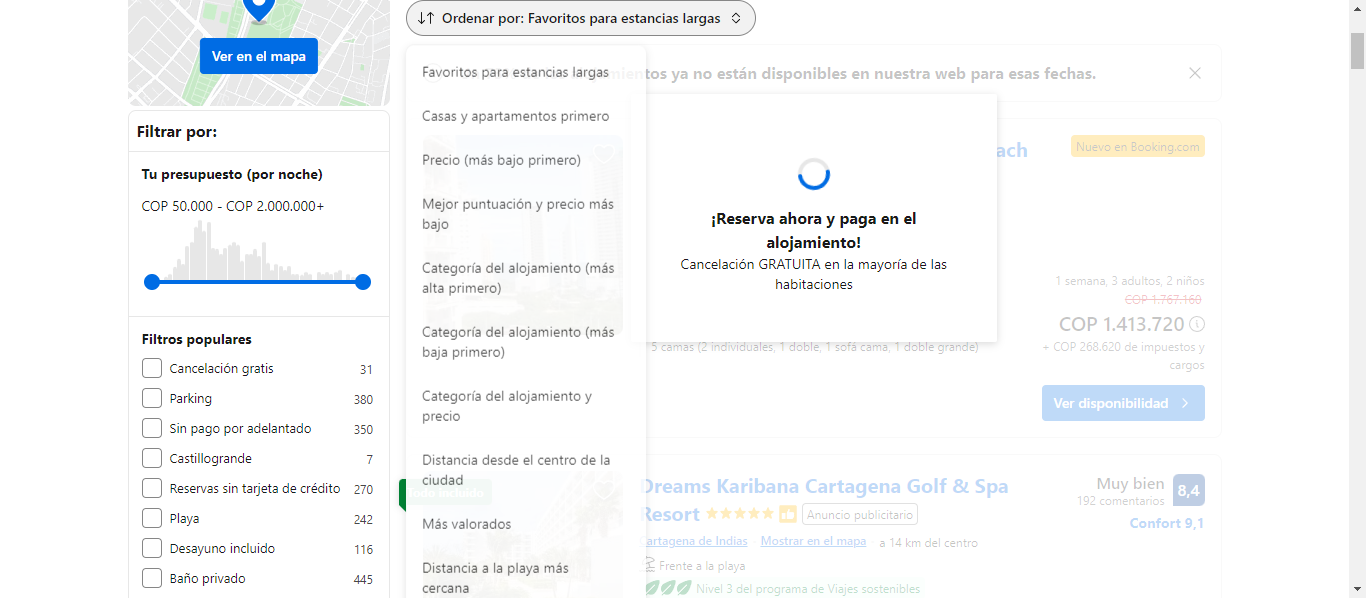 Ver en el mapa
Filtrar por:
Tu presupuesto (por noche)
COP 50.000 - COP 2.000.000+
Filtros populares
Cancelación gratis 31
Parking 380
Sin pago por adelantado 350
Castillogrande 7
Reservas sin tarjeta de crédito 270
Playa 242
Desayuno incluido 116
Baño privado 445
Ordenar por: Favoritos para estancias largas
Favoritos para estancias largas
Casas y apartamentos primero
Precio (más bajo primero)
Mejor puntuación y precio más
bajo
Categoría del alojamiento (más
alta primero)
Categoría del alojamiento (más
baja primero)
Categoría del alojamiento y
precio
Distancia desde el centro de la
ciudad
Más valorados
Distancia a la playa más
cercana
ya no están disponibles en nuestra web para esas fechas.
¡Reserva ahora y paga en el
alojamiento!
Cancelación GRATUITA en la mayoría de las
habitaciones
Nuevo en Booking.com
5 camas (2 individuales, 1 doble, 1 sofá cama, 1 doble grande)
1 semana, 3 adultos, 2 niños
COP 1.767.160
COP 1.413.720
+ COP 268.620 de impuestos y
cargos
Ver disponibilidad
Dreams Karibana Cartagena Golf & Spa
Resort
Anuncio publicitario
Cartagena de Indias Mostrar en el mapa a 14 km del centro
Frente a la playa
Nivel 3 del programa de Viajes sostenibles
Muy bien 8,4
192 comentarios
Confort 9,1